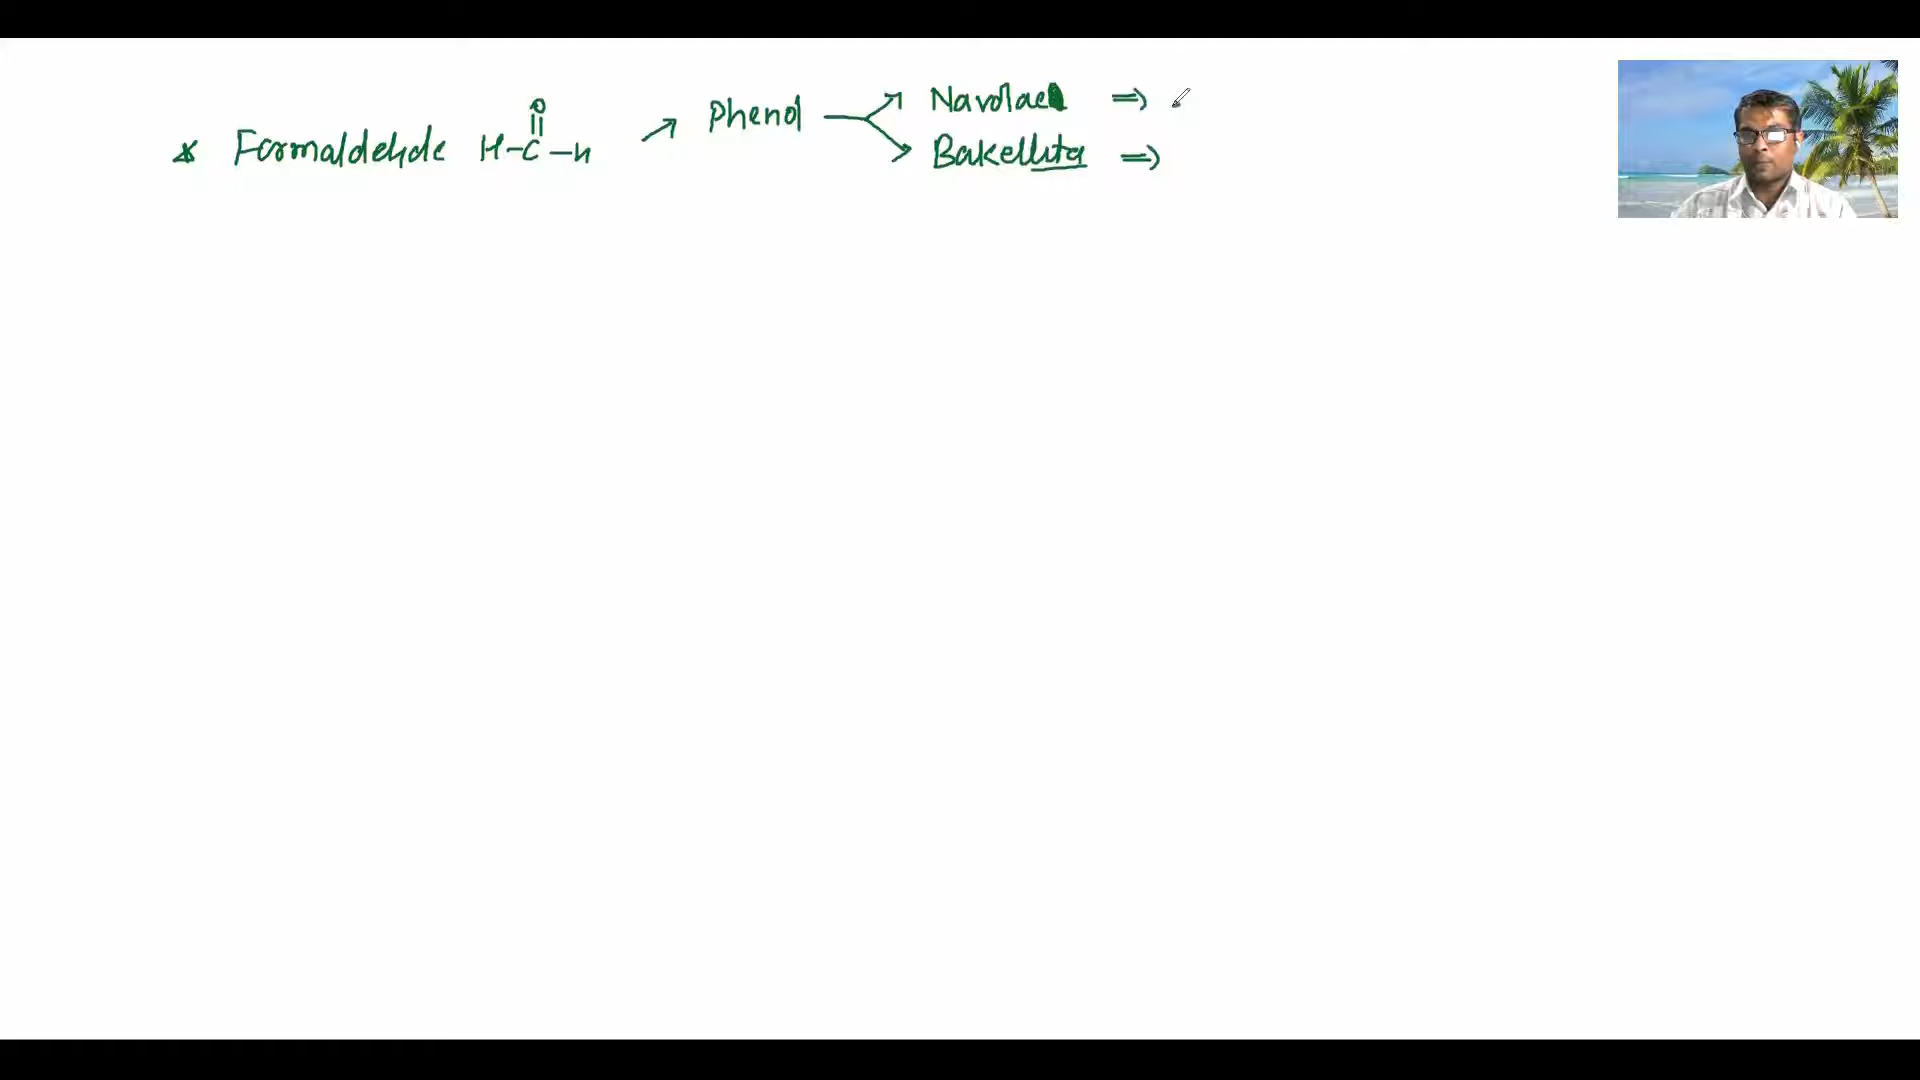 Navolac ⇒
* Formaldehyde H-C(=O)-H → Phenol →
Bakellite ⇒